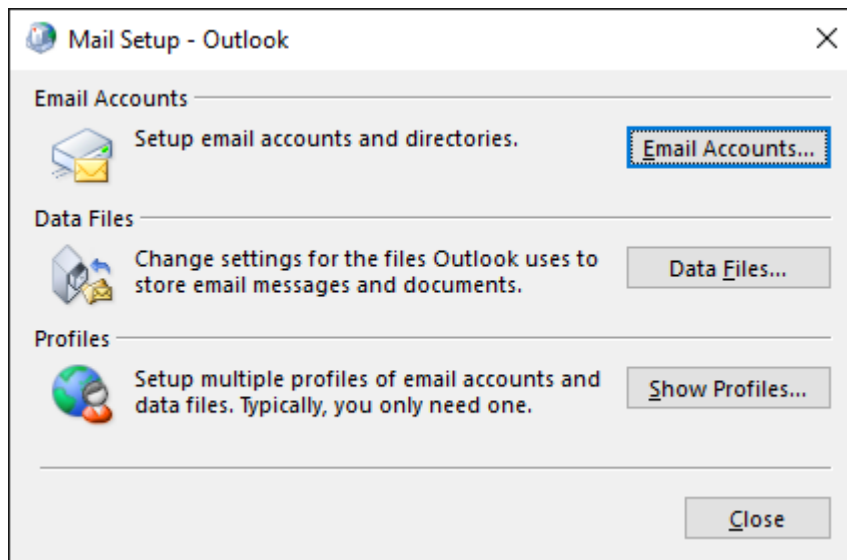 Mail Setup - Outlook
Email Accounts
Setup email accounts and directories.
Email Accounts...
Data Files
Change settings for the files Outlook uses to
store email messages and documents.
Data Files...
Profiles
Setup multiple profiles of email accounts and
data files. Typically, you only need one.
Show Profiles...
Close